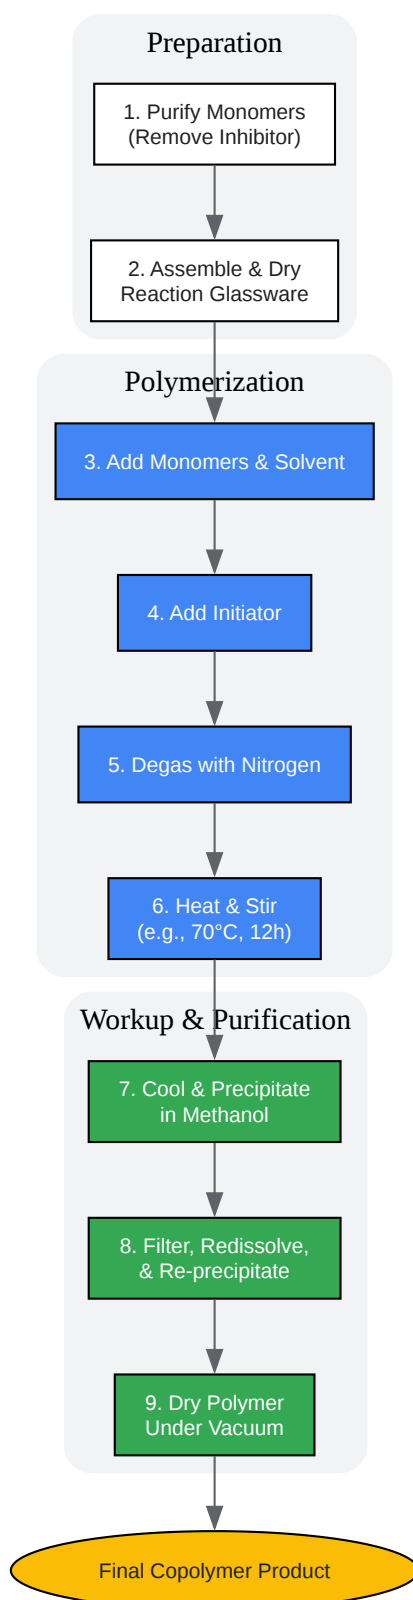 Preparation
1. Purify Monomers
(Remove Inhibitor)
2. Assemble & Dry
Reaction Glassware
Polymerization
3. Add Monomers & Solvent
4. Add Initiator
5. Degas with Nitrogen
6. Heat & Stir
(e.g., 70°C, 12h)
Workup & Purification
7. Cool & Precipitate
in Methanol
8. Filter, Redissolve,
& Re-precipitate
9. Dry Polymer
Under Vacuum
Final Copolymer Product